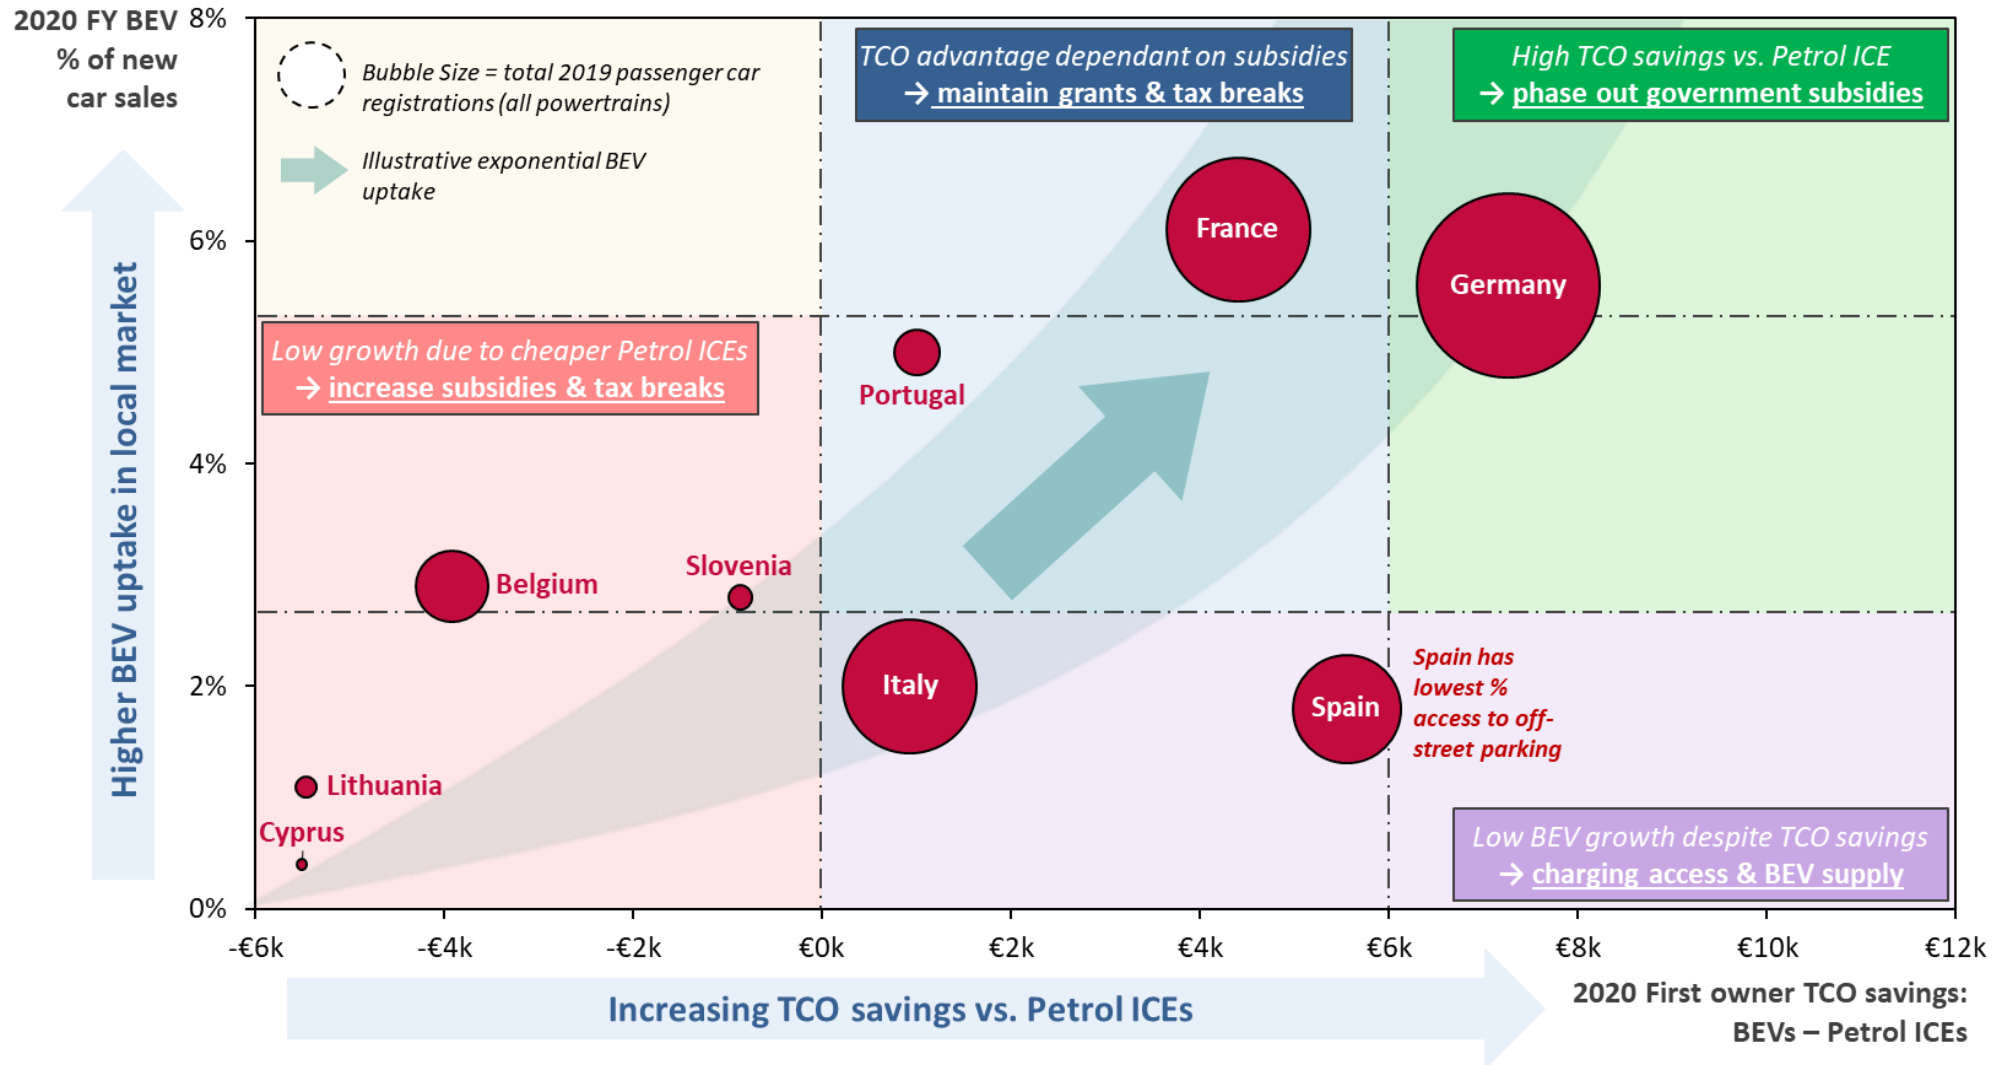 2020 FY BEV
% of new
car sales
8%
6%
4%
2%
0%
Higher BEV uptake in local market
Bubble Size = total 2019 passenger car
registrations (all powertrains)
Illustrative exponential BEV
uptake
TCO advantage dependant on subsidies
→ maintain grants & tax breaks
High TCO savings vs. Petrol ICE
→ phase out government subsidies
France
Germany
Low growth due to cheaper Petrol ICEs
→ increase subsidies & tax breaks
Portugal
Belgium
Slovenia
Italy
Spain
Spain has
lowest %
access to off-
street parking
Lithuania
Cyprus
Low BEV growth despite TCO savings
→ charging access & BEV supply
-€6k
-€4k
-€2k
€0k
€2k
€4k
€6k
€8k
€10k
€12k
Increasing TCO savings vs. Petrol ICEs
2020 First owner TCO savings:
BEVs – Petrol ICEs